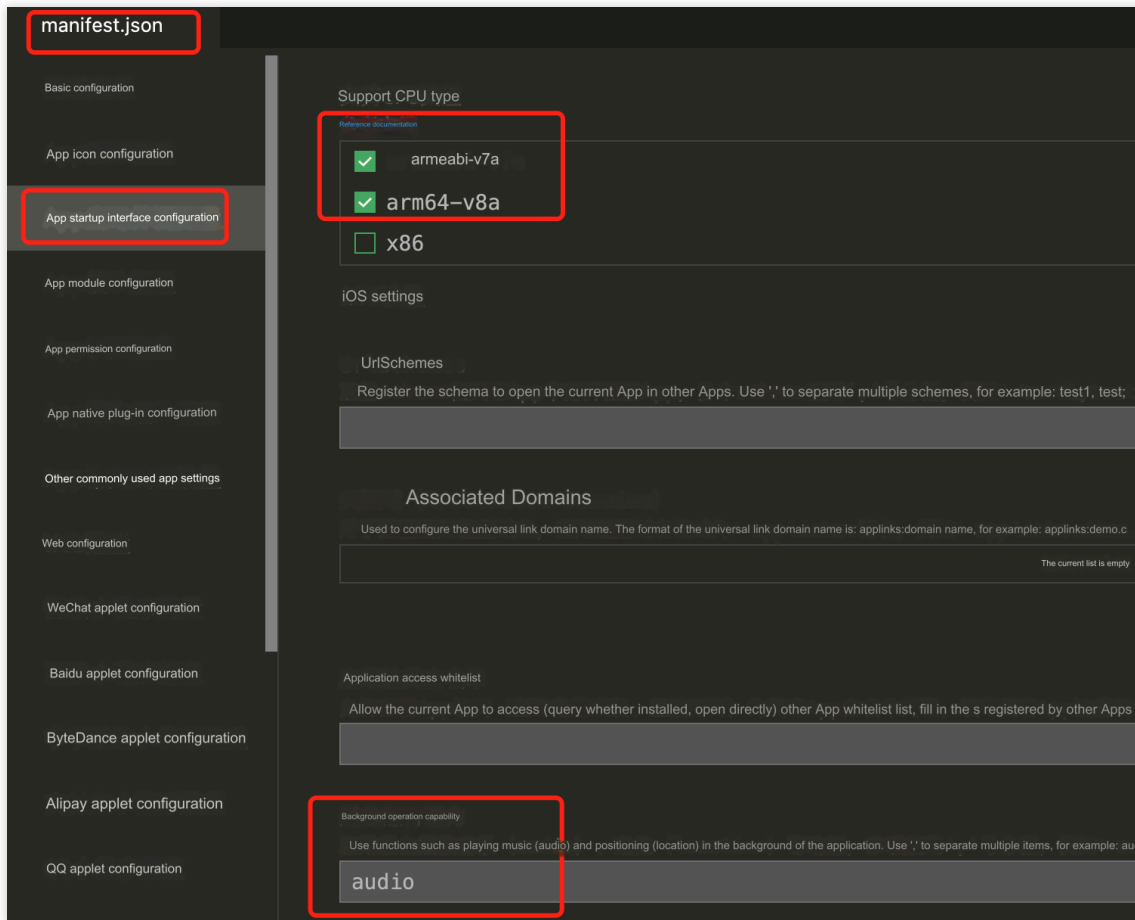 manifest.json
Basic configuration
App icon configuration
App startup interface configuration
App module configuration
App permission configuration
App native plug-in configuration
Other commonly used app settings
Web configuration
WeChat applet configuration
Baidu applet configuration
ByteDance applet configuration
Alipay applet configuration
QQ applet configuration
Support CPU type
Reference documentation
armeabi-v7a
arm64-v8a
x86
iOS settings
UrlSchemes
Register the schema to open the current App in other Apps. Use ',' to separate multiple schemes, for example: test1, test;
Associated Domains
Used to configure the universal link domain name. The format of the universal link domain name is: applinks:domain name, for example: applinks:demo.c
The current list is empty
Application access whitelist
Allow the current App to access (query whether installed, open directly) other App whitelist list, fill in the s registered by other Apps
Background operation capability
Use functions such as playing music (audio) and positioning (location) in the background of the application. Use ',' to separate multiple items, for example: au
audio